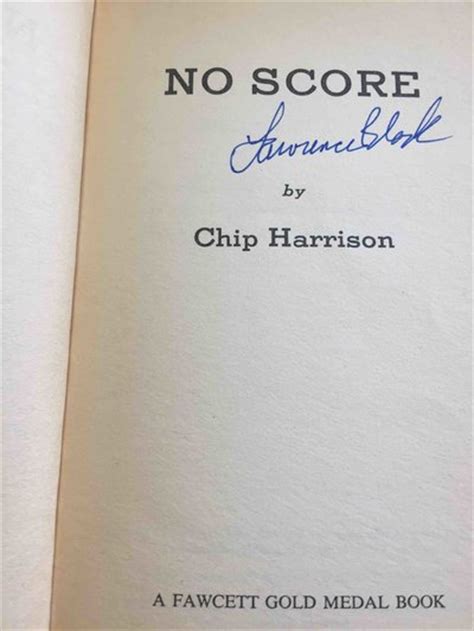 NO SCORE
Lawrence Block
by
Chip Harrison
A FAWCETT GOLD MEDAL BOOK